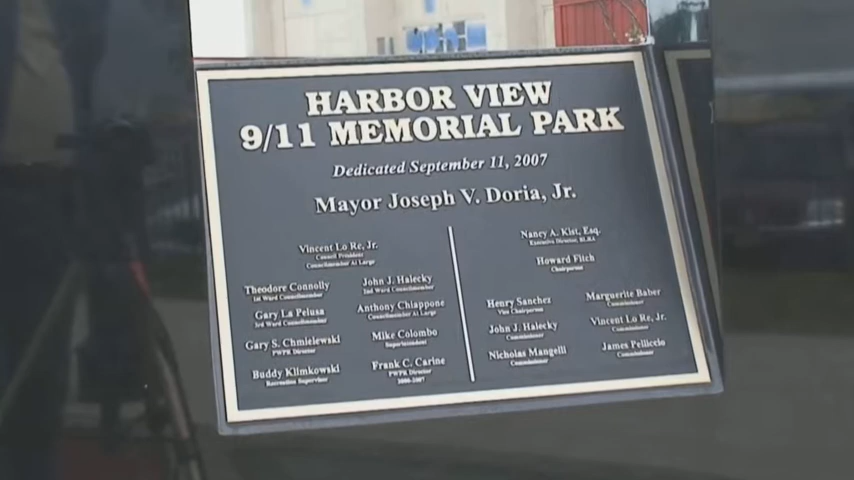 HARBOR VIEW
9/11 MEMORIAL PARK
Dedicated September 11, 2007
Mayor Joseph V. Doria, Jr.
Vincent Lo Re, Jr.
Council President
Councilmember At Large
Theodore Connolly
1st Ward Councilmember
John J. Halecky
2nd Ward Councilmember
Gary La Pelusa
3rd Ward Councilmember
Anthony Chiappone
Councilmember At Large
Gary S. Chmielewski
PWPR Director
Mike Colombo
Superintendent
Buddy Klimkowski
Recreation Supervisor
Frank C. Carine
PWPR Director
2006-2007
Nancy A. Kist, Esq.
Executive Director, BLRA
Howard Fitch
Chairperson
Henry Sanchez
Vice Chairperson
Marguerite Baber
Commissioner
John J. Halecky
Commissioner
Vincent Lo Re, Jr.
Commissioner
Nicholas Mangelli
Commissioner
James Pelliccio
Commissioner